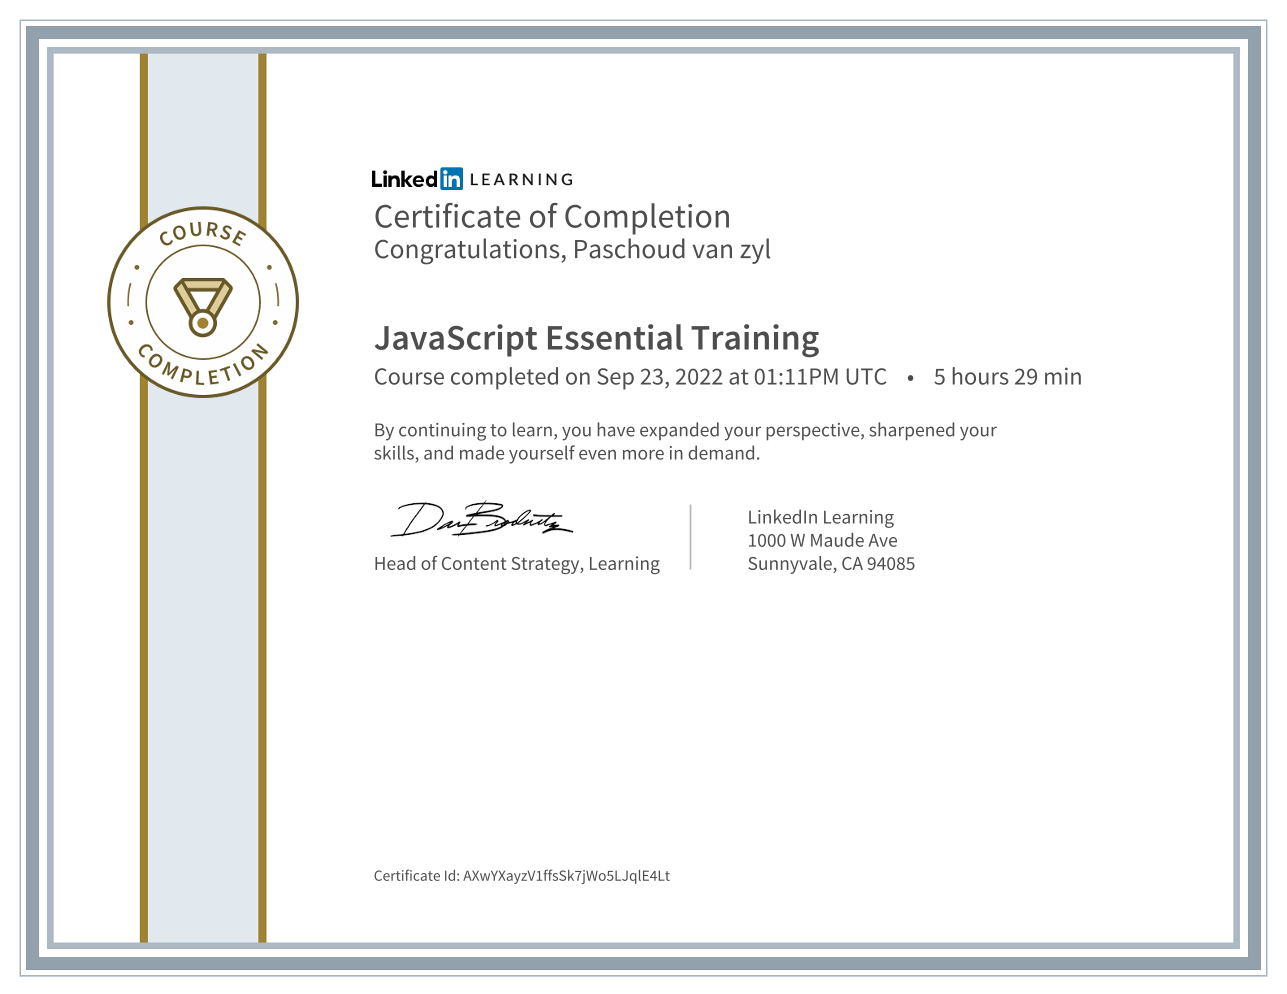 COURSE
COMPLETION
Linked in LEARNING
Certificate of Completion
Congratulations, Paschoud van zyl
JavaScript Essential Training
Course completed on Sep 23, 2022 at 01:11PM UTC • 5 hours 29 min
By continuing to learn, you have expanded your perspective, sharpened your
skills, and made yourself even more in demand.
Head of Content Strategy, Learning
LinkedIn Learning
1000 W Maude Ave
Sunnyvale, CA 94085
Certificate Id: AXwYXayzV1ffsSk7jWo5LJqlE4Lt